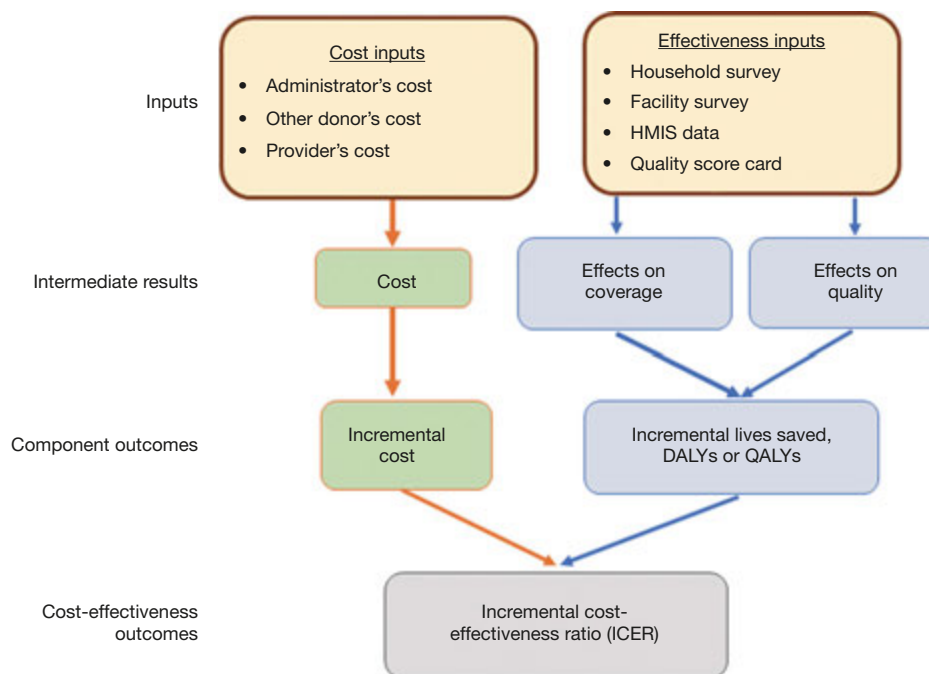 Inputs
Cost inputs
• Administrator's cost
• Other donor's cost
• Provider's cost
Effectiveness inputs
• Household survey
• Facility survey
• HMIS data
• Quality score card
Intermediate results
Cost
Effects on
coverage
Effects on
quality
Component outcomes
Incremental
cost
Incremental lives saved,
DALYs or QALYs
Cost-effectiveness
outcomes
Incremental cost-
effectiveness ratio (ICER)